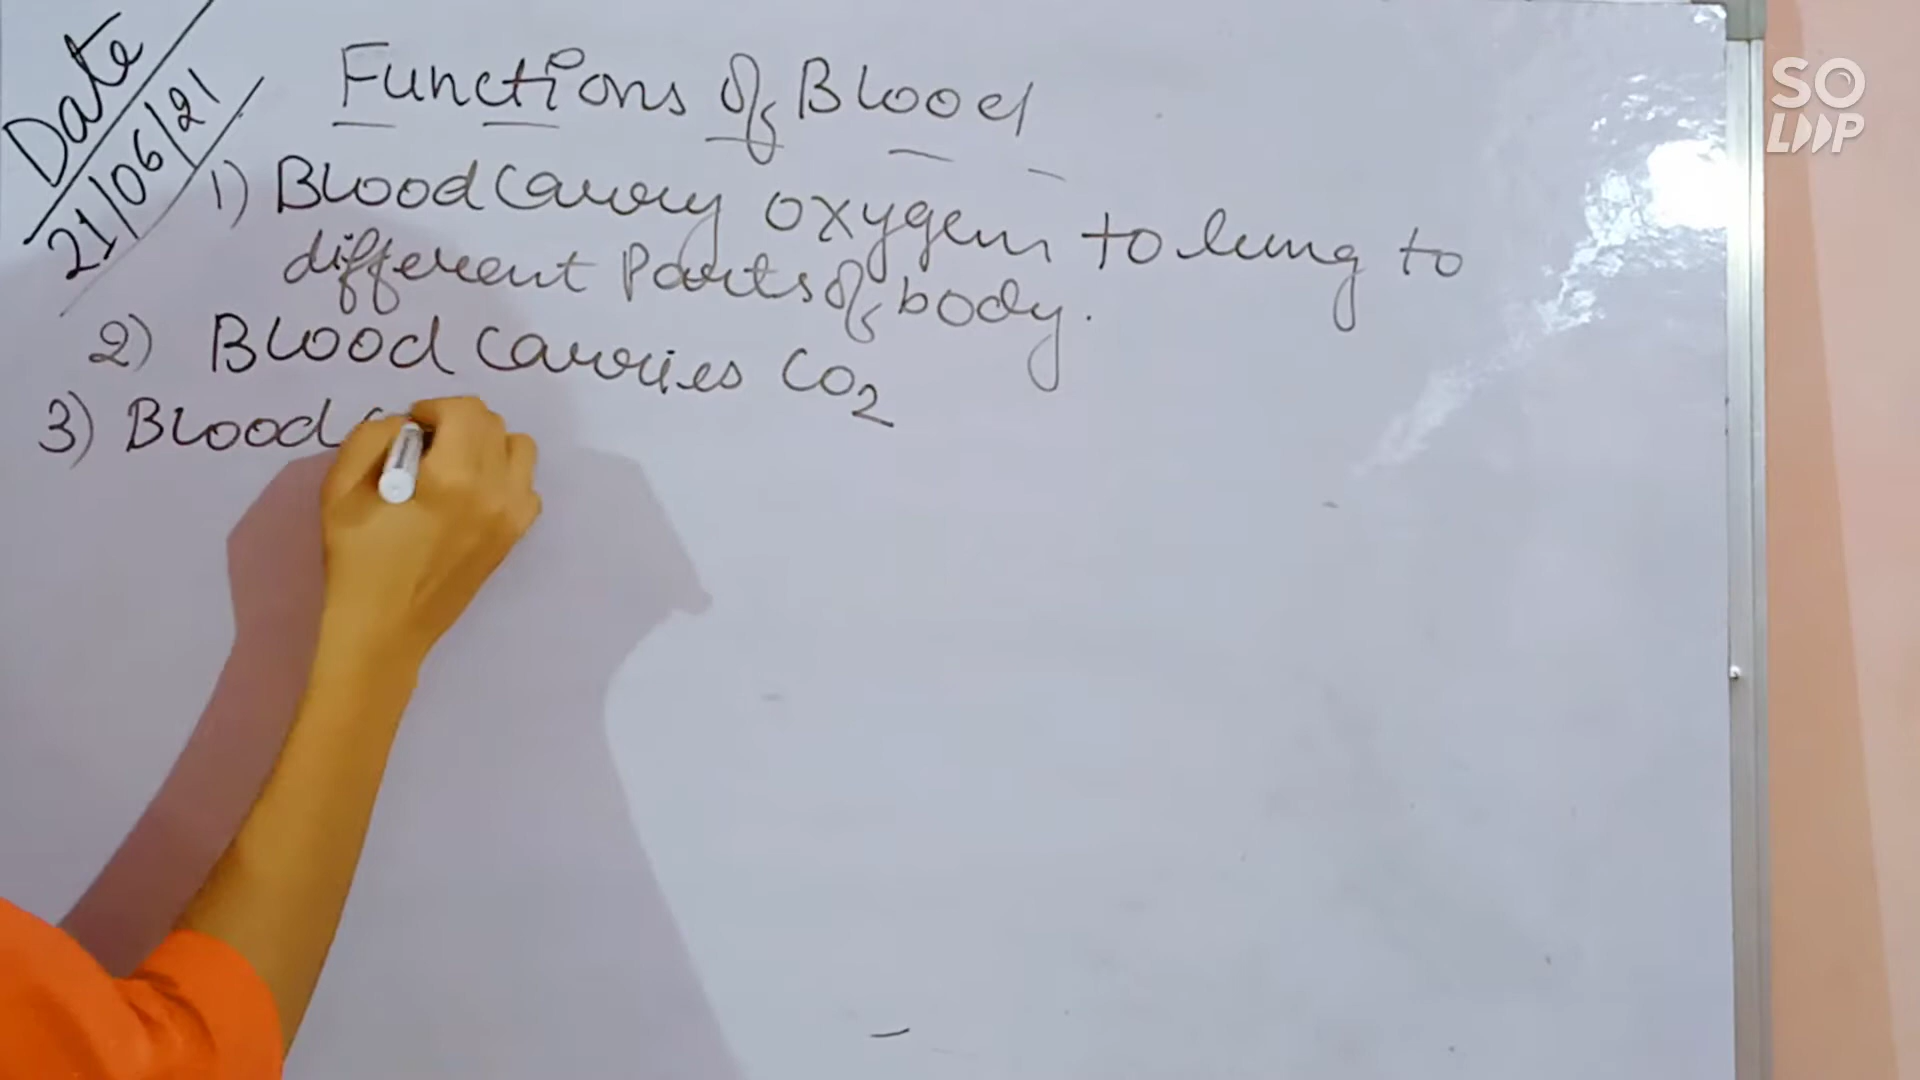 Date
21/06/21
Functions of Blood
1) Blood carry oxygen to lung to
different Parts of body.
2) Blood carries CO2
3) Blood
SO
LOOP